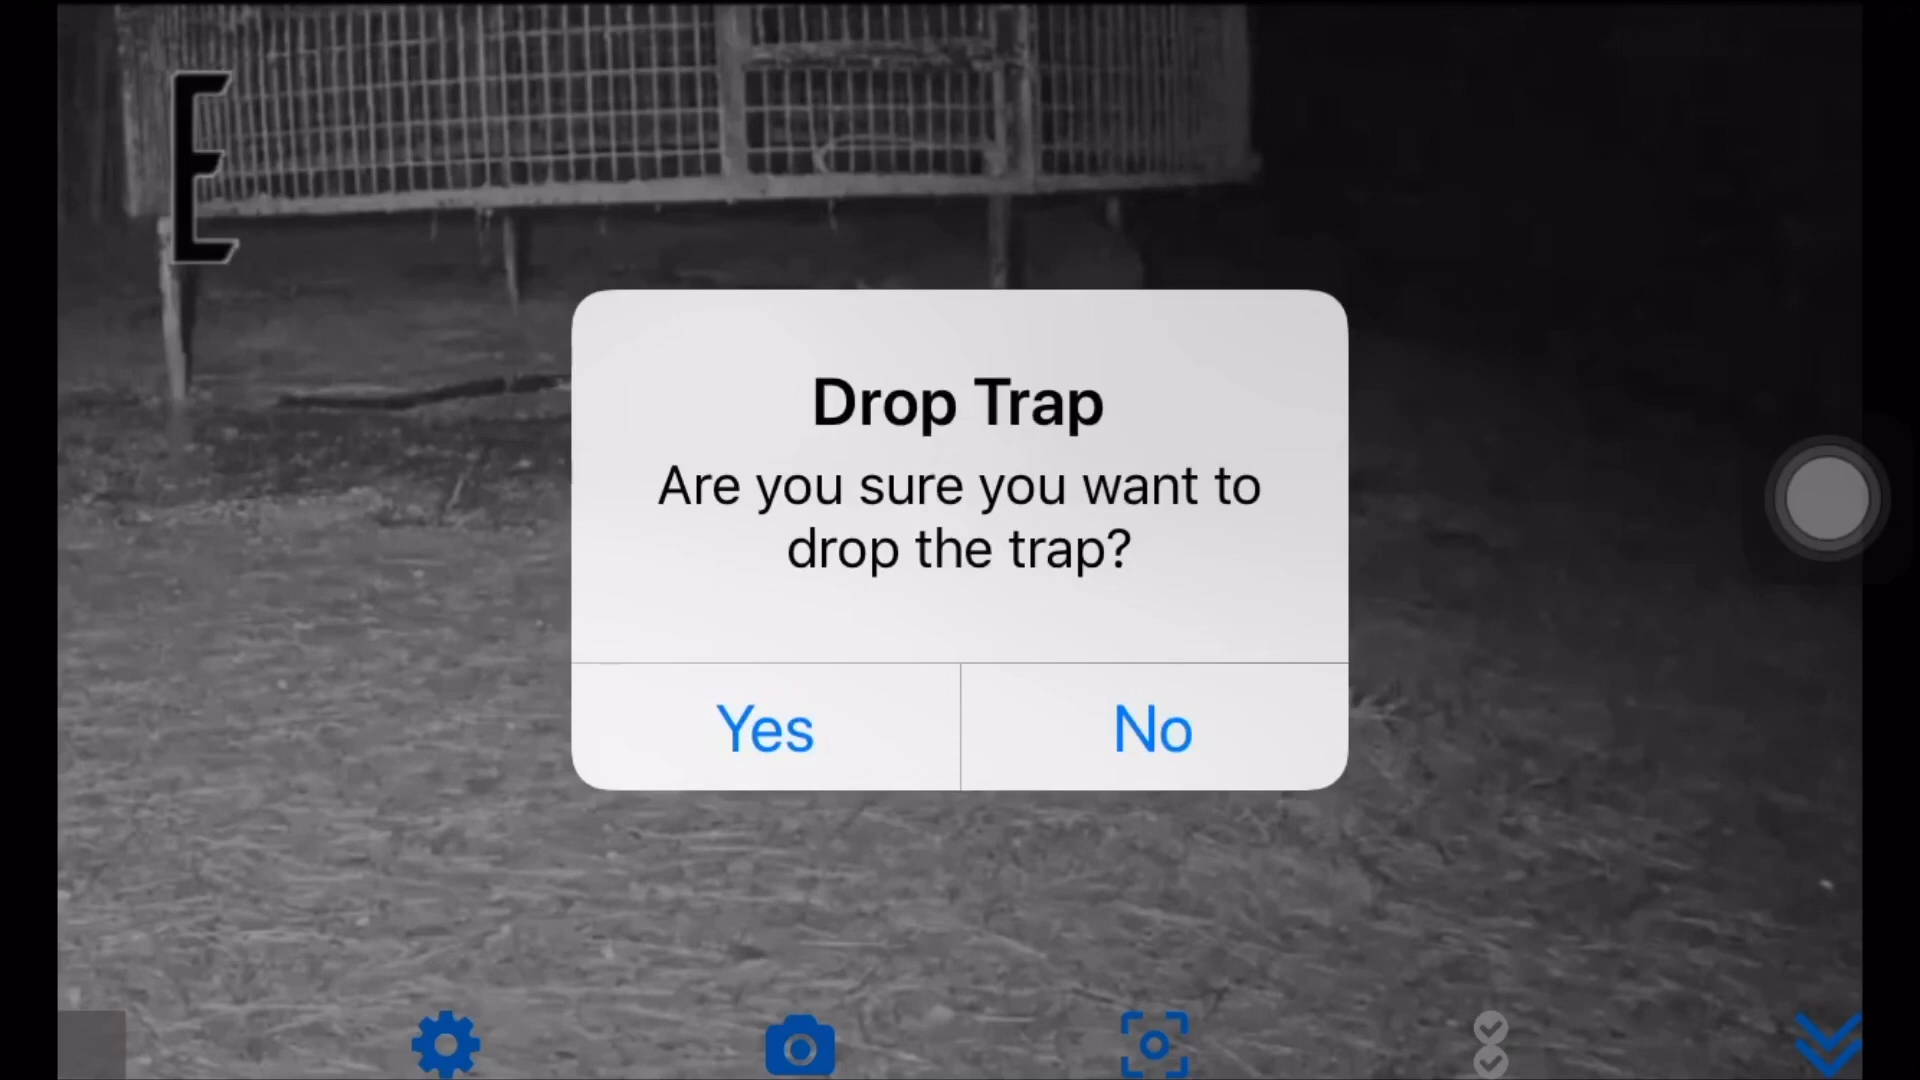 E
Drop Trap
Are you sure you want to
drop the trap?
Yes
No